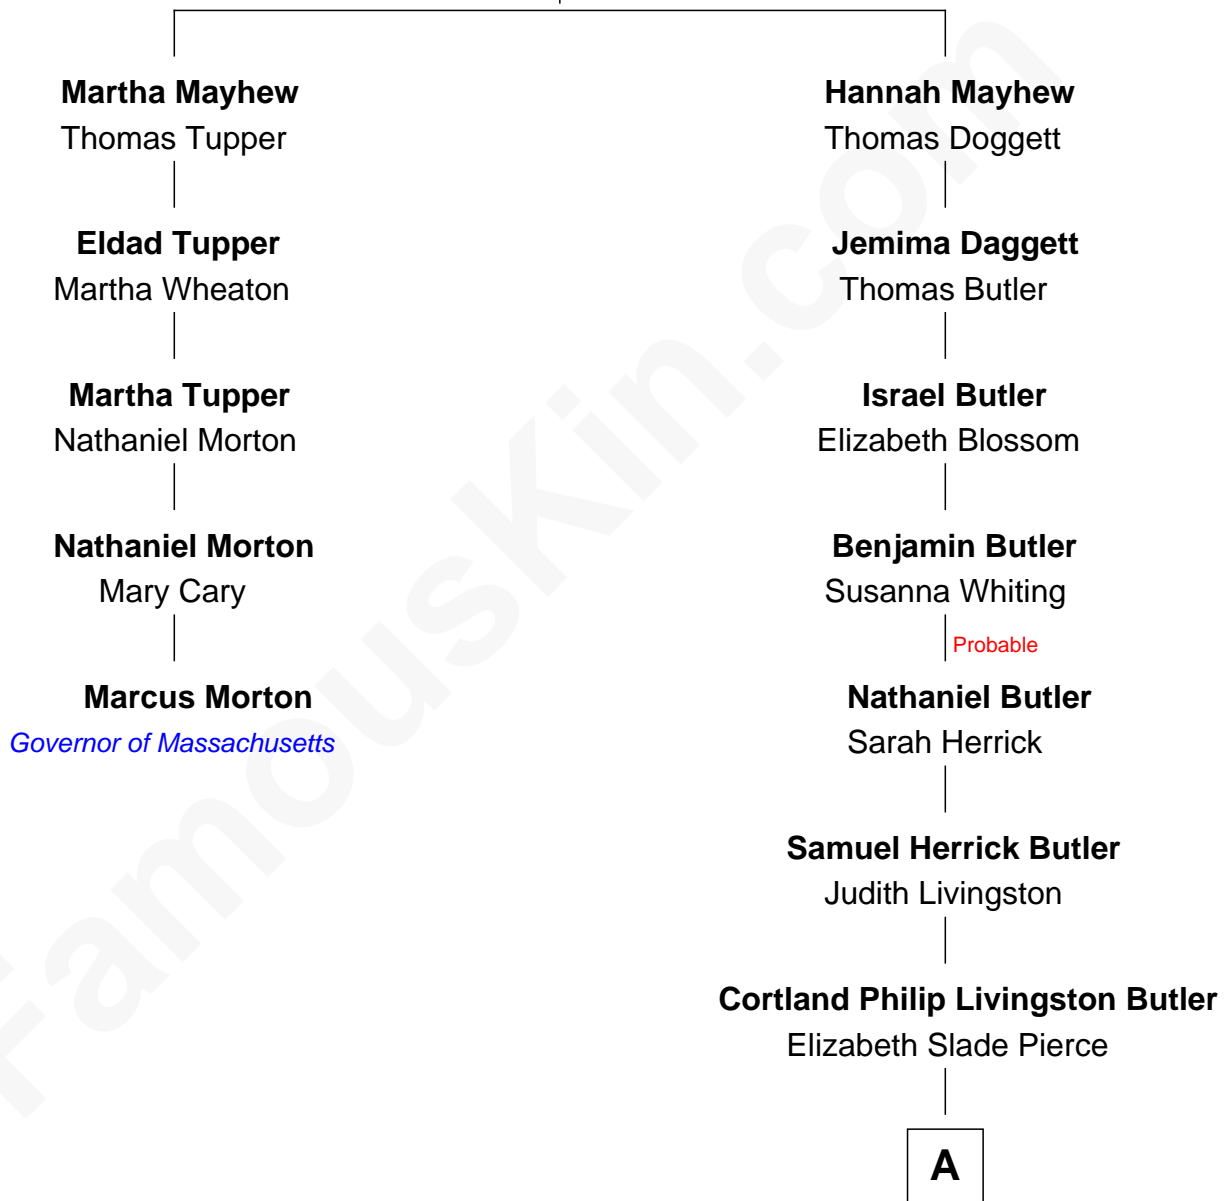 Martha Mayhew
Thomas Tupper
Eldad Tupper
Martha Wheaton
Martha Tupper
Nathaniel Morton
Nathaniel Morton
Mary Cary
Marcus Morton
Governor of Massachusetts
Hannah Mayhew
Thomas Doggett
Jemima Daggett
Thomas Butler
Israel Butler
Elizabeth Blossom
Benjamin Butler
Susanna Whiting
Probable
Nathaniel Butler
Sarah Herrick
Samuel Herrick Butler
Judith Livingston
Cortland Philip Livingston Butler
Elizabeth Slade Pierce
A
FamousKin.com